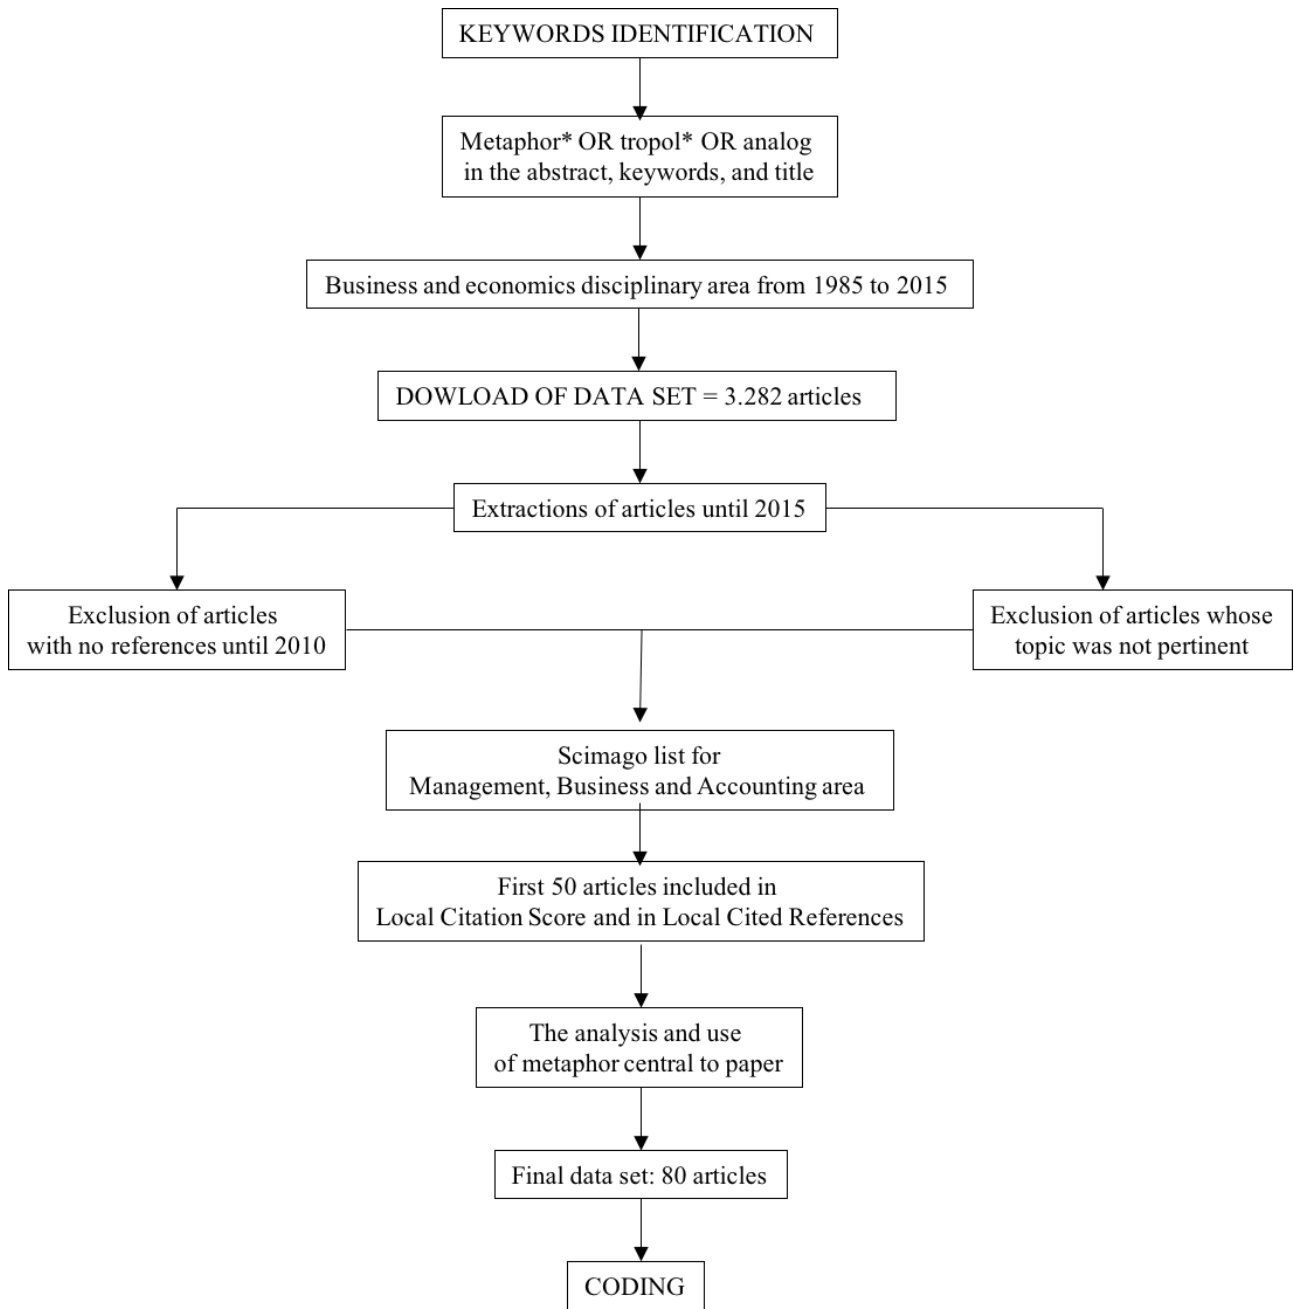 KEYWORDS IDENTIFICATION
Metaphor* OR tropol* OR analog
in the abstract, keywords, and title
Business and economics disciplinary area from 1985 to 2015
DOWLOAD OF DATA SET = 3.282 articles
Extractions of articles until 2015
Exclusion of articles
with no references until 2010
Exclusion of articles whose
topic was not pertinent
Scimago list for
Management, Business and Accounting area
First 50 articles included in
Local Citation Score and in Local Cited References
The analysis and use
of metaphor central to paper
Final data set: 80 articles
CODING